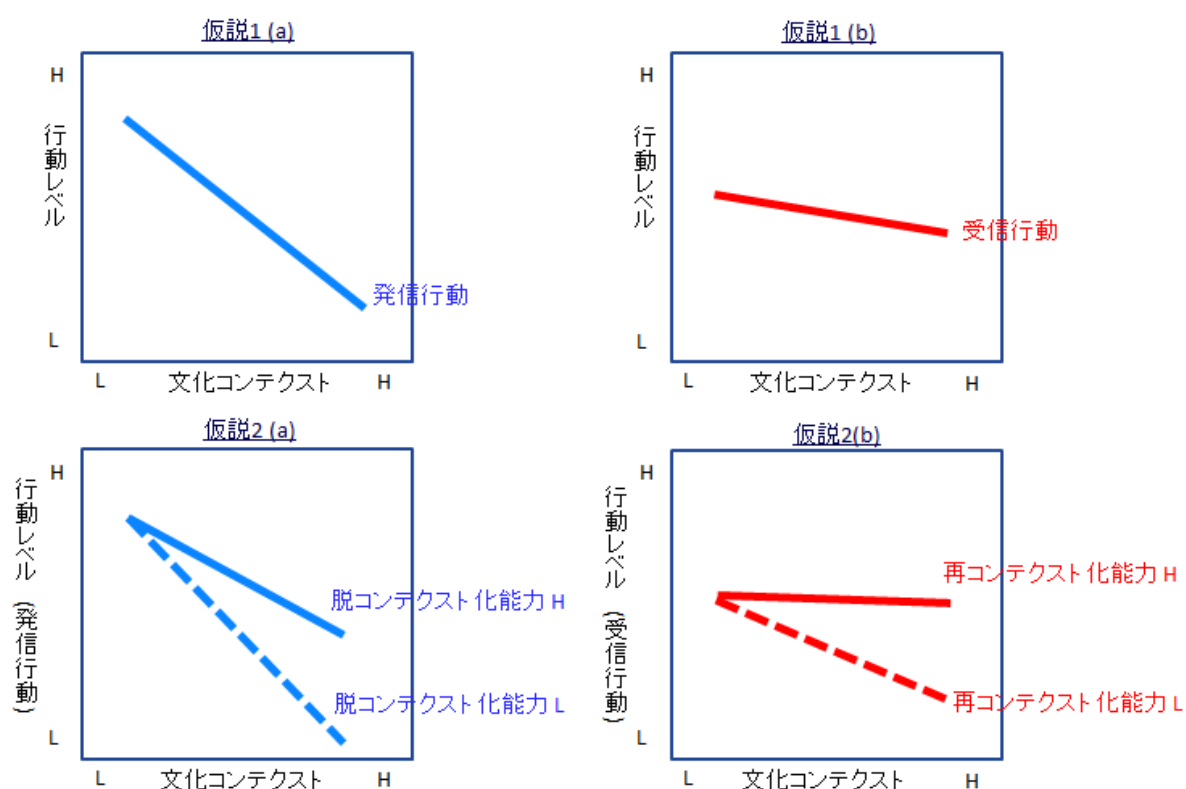 仮説1 (a)
H
行動レベル
L
発信行動
L 文化コンテクスト H
仮説1 (b)
H
行動レベル
L
受信行動
L 文化コンテクスト H
仮説2 (a)
H
行動レベル (発信行動)
L
脱コンテクスト化能力 H
脱コンテクスト化能力 L
L 文化コンテクスト H
仮説2(b)
H
行動レベル (受信行動)
L
再コンテクスト化能力 H
再コンテクスト化能力 L
L 文化コンテクスト H